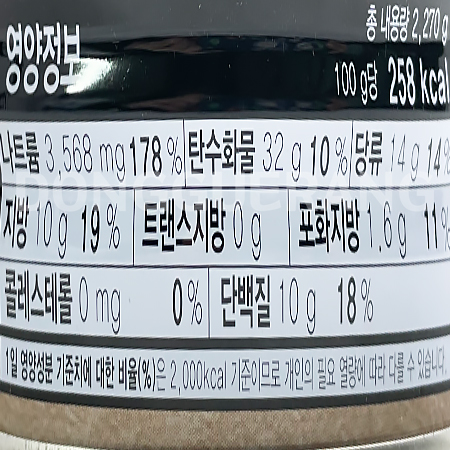 영양정보
총 내용량 2,270 g
100 g당 258 kcal
나트륨 3,568 mg 178 % 탄수화물 32 g 10 % 당류 14 g 14%
지방 10 g 19 % 트랜스지방 0 g 포화지방 1.6 g 11%
콜레스테롤 0 mg 0 % 단백질 10 g 18%
1일 영양성분 기준치에 대한 비율(%)은 2,000kcal 기준이므로 개인의 필요 열량에 따라 다를 수 있습니다.